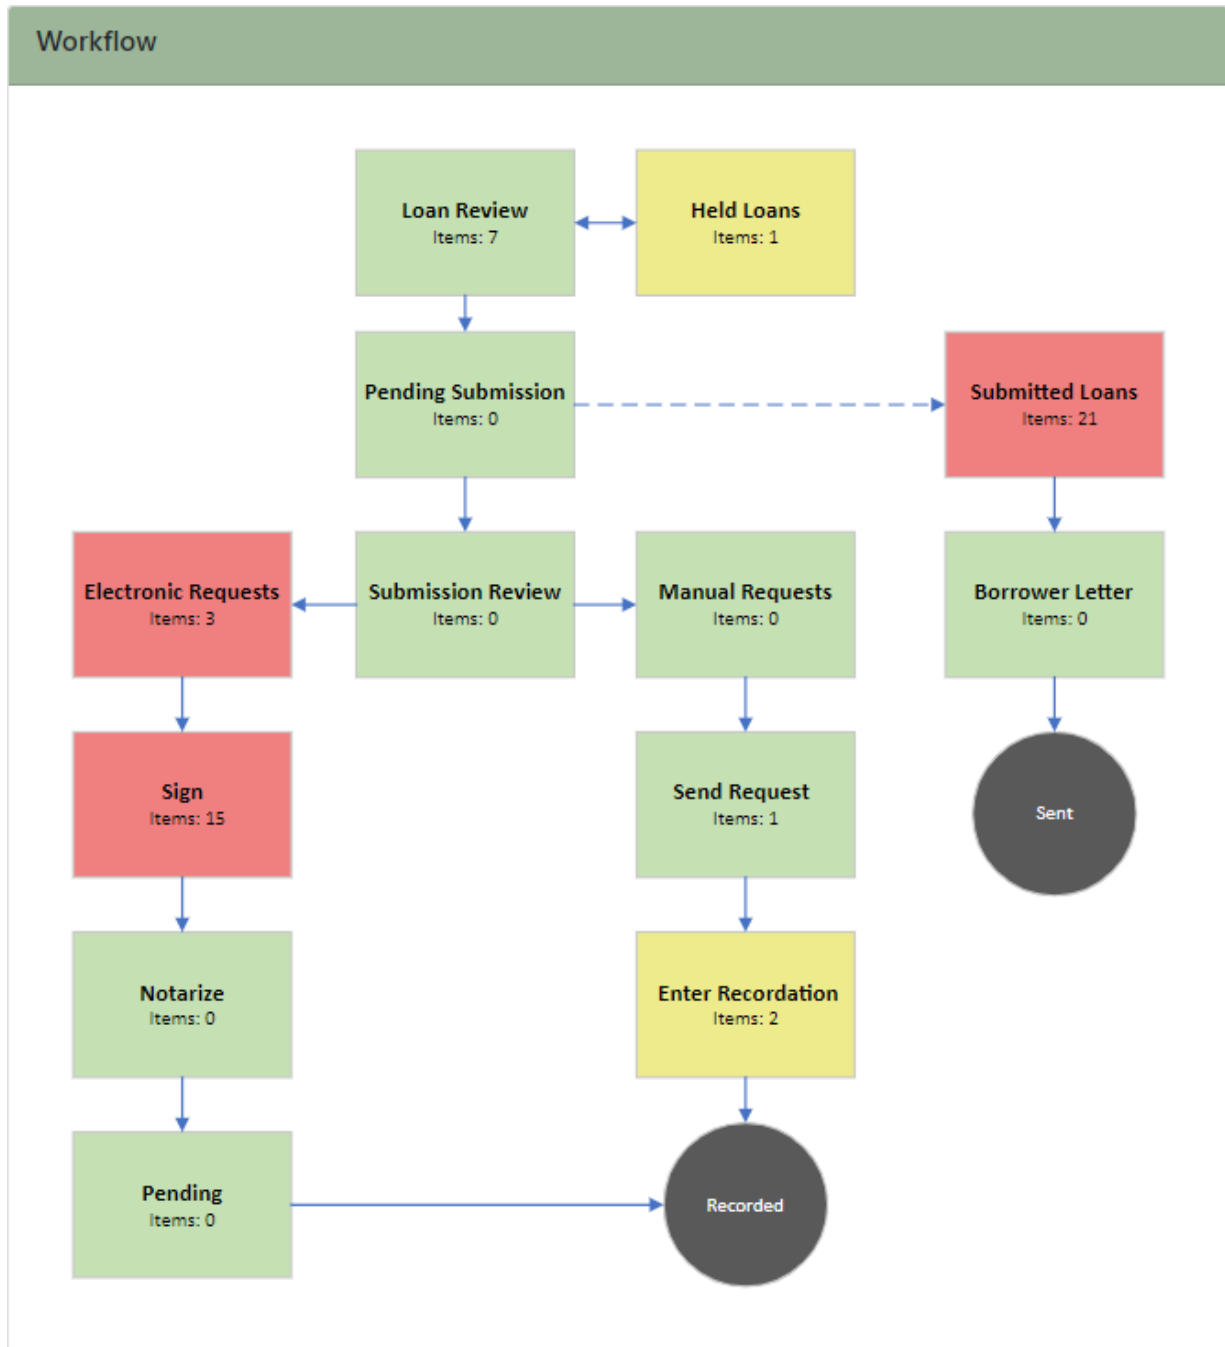 Workflow
Loan Review
Items: 7
Held Loans
Items: 1
Pending Submission
Items: 0
Submitted Loans
Items: 21
Electronic Requests
Items: 3
Submission Review
Items: 0
Manual Requests
Items: 0
Borrower Letter
Items: 0
Sign
Items: 15
Send Request
Items: 1
Sent
Notarize
Items: 0
Enter Recordation
Items: 2
Pending
Items: 0
Recorded